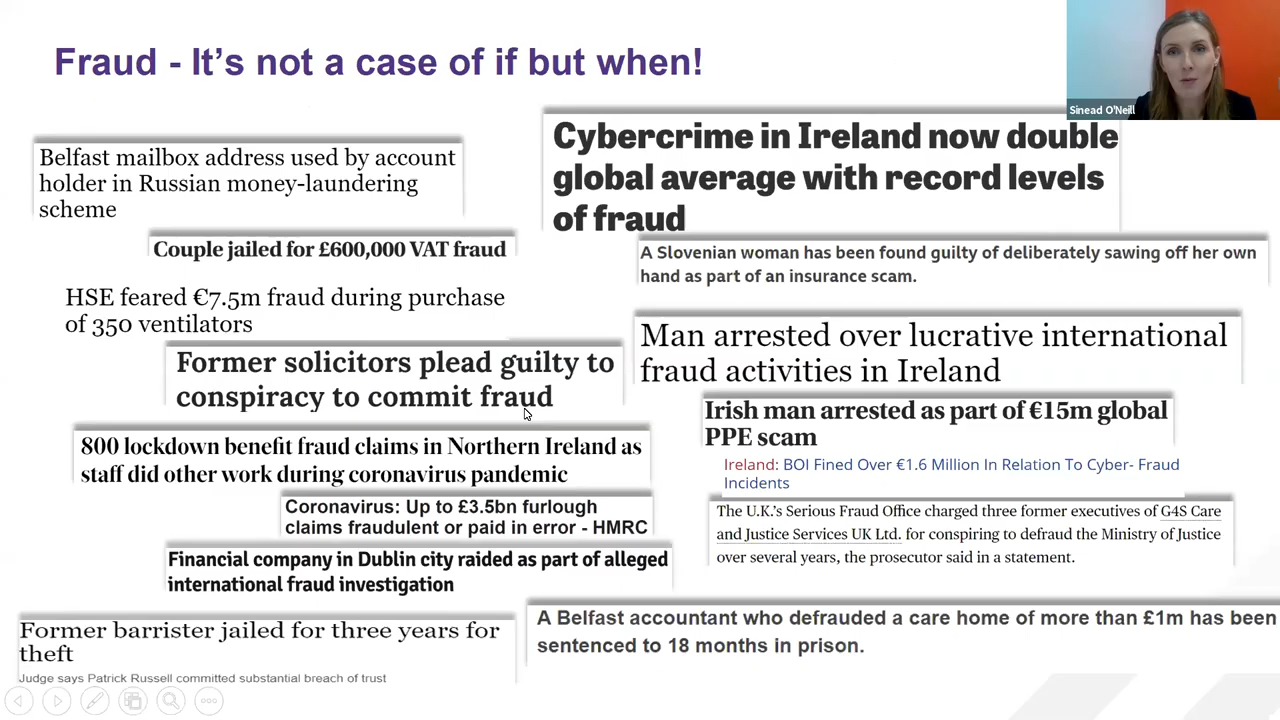 Fraud - It's not a case of if but when!
Sinead O'Neill
Belfast mailbox address used by account
holder in Russian money-laundering
scheme
Couple jailed for £600,000 VAT fraud
HSE feared €7.5m fraud during purchase
of 350 ventilators
Former solicitors plead guilty to
conspiracy to commit fraud
800 lockdown benefit fraud claims in Northern Ireland as
staff did other work during coronavirus pandemic
Coronavirus: Up to £3.5bn furlough
claims fraudulent or paid in error - HMRC
Financial company in Dublin city raided as part of alleged
international fraud investigation
Former barrister jailed for three years for
theft
Judge says Patrick Russell committed substantial breach of trust
Cybercrime in Ireland now double
global average with record levels
of fraud
A Slovenian woman has been found guilty of deliberately sawing off her own
hand as part of an insurance scam.
Man arrested over lucrative international
fraud activities in Ireland
Irish man arrested as part of €15m global
PPE scam
Ireland: BOI Fined Over €1.6 Million In Relation To Cyber- Fraud
Incidents
The U.K.'s Serious Fraud Office charged three former executives of G4S Care
and Justice Services UK Ltd. for conspiring to defraud the Ministry of Justice
over several years, the prosecutor said in a statement.
A Belfast accountant who defrauded a care home of more than £1m has been
sentenced to 18 months in prison.